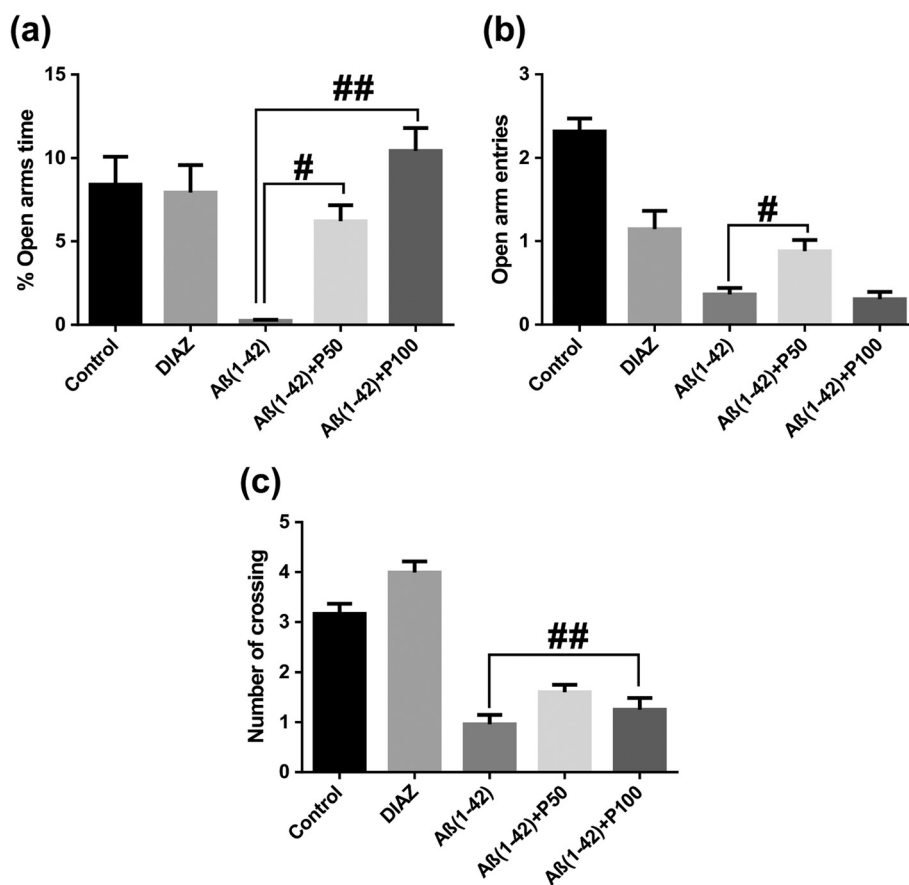 (a)
% Open arms time
15
10
5
0
##
#
Control
DIAZ
Aß(1-42)
Aß(1-42)+P50
Aß(1-42)+P100
(b)
Open arm entries
3
2
1
0
#
Control
DIAZ
Aß(1-42)
Aß(1-42)+P50
Aß(1-42)+P100
(c)
Number of crossing
5
4
3
2
1
0
##
Control
DIAZ
Aß(1-42)
Aß(1-42)+P50
Aß(1-42)+P100